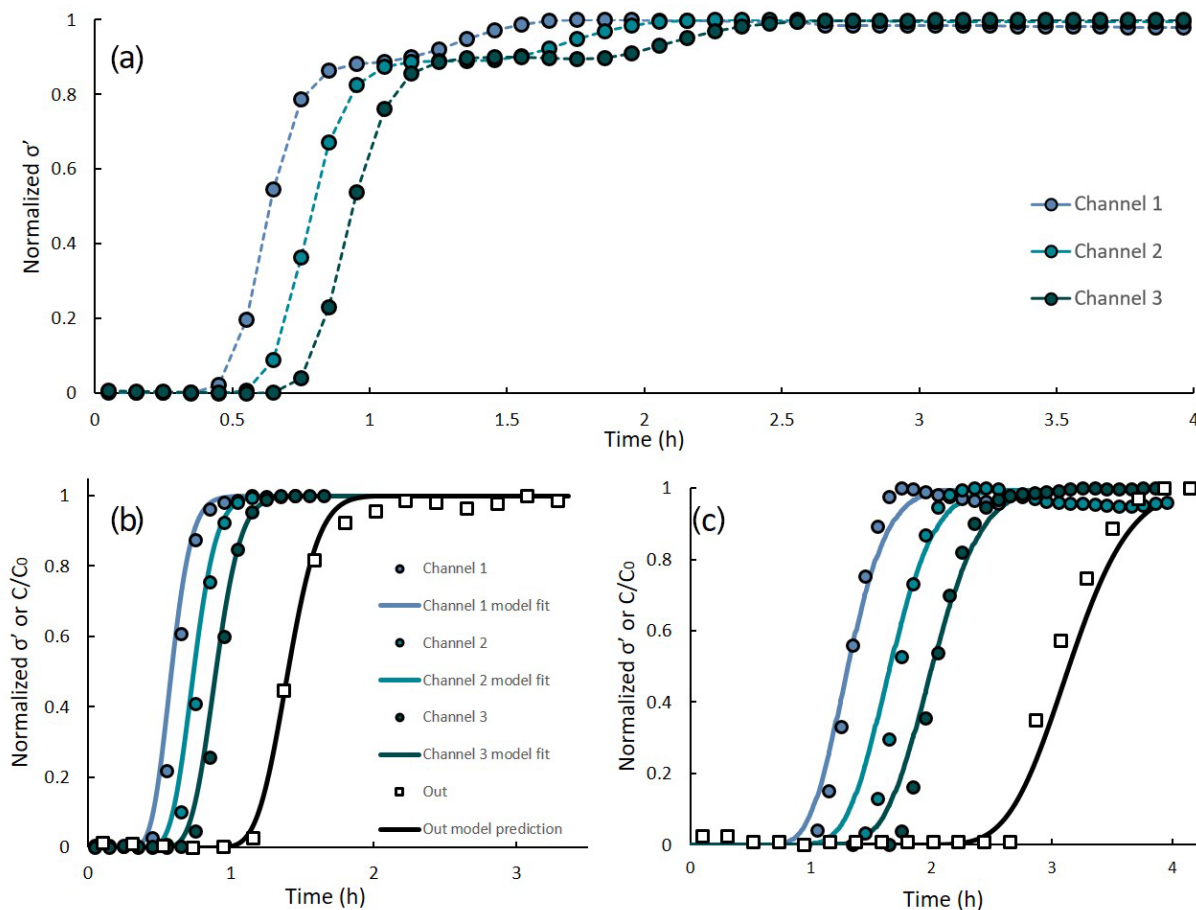 (a)
Normalized σ'
1
0.8
0.6
0.4
0.2
0
0 0.5 1 1.5 2 2.5 3 3.5 4
Time (h)
Channel 1
Channel 2
Channel 3
(b)
Normalized σ' or C/C₀
1
0.8
0.6
0.4
0.2
0
0 1 2 3
Time (h)
Channel 1
Channel 1 model fit
Channel 2
Channel 2 model fit
Channel 3
Channel 3 model fit
Out
Out model prediction
(c)
Normalized σ' or C/C₀
1
0.8
0.6
0.4
0.2
0
0 1 2 3 4
Time (h)